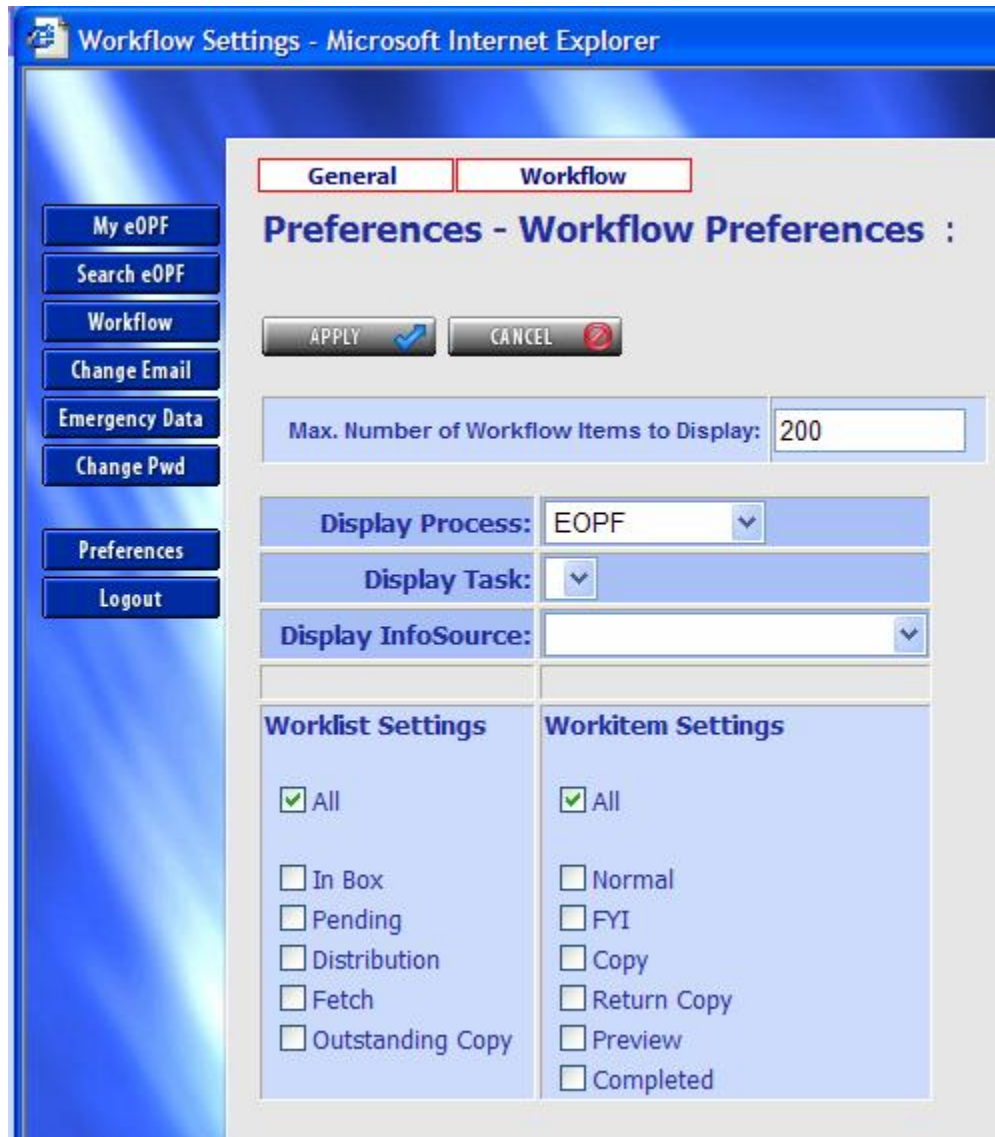 Workflow Settings - Microsoft Internet Explorer
General
Workflow
My eOPF
Search eOPF
Workflow
Change Email
Emergency Data
Change Pwd
Preferences
Logout
Preferences - Workflow Preferences :
APPLY
CANCEL
Max. Number of Workflow Items to Display: 200
Display Process: EOPF
Display Task:
Display InfoSource:
Worklist Settings
All
In Box
Pending
Distribution
Fetch
Outstanding Copy
Workitem Settings
All
Normal
FYI
Copy
Return Copy
Preview
Completed